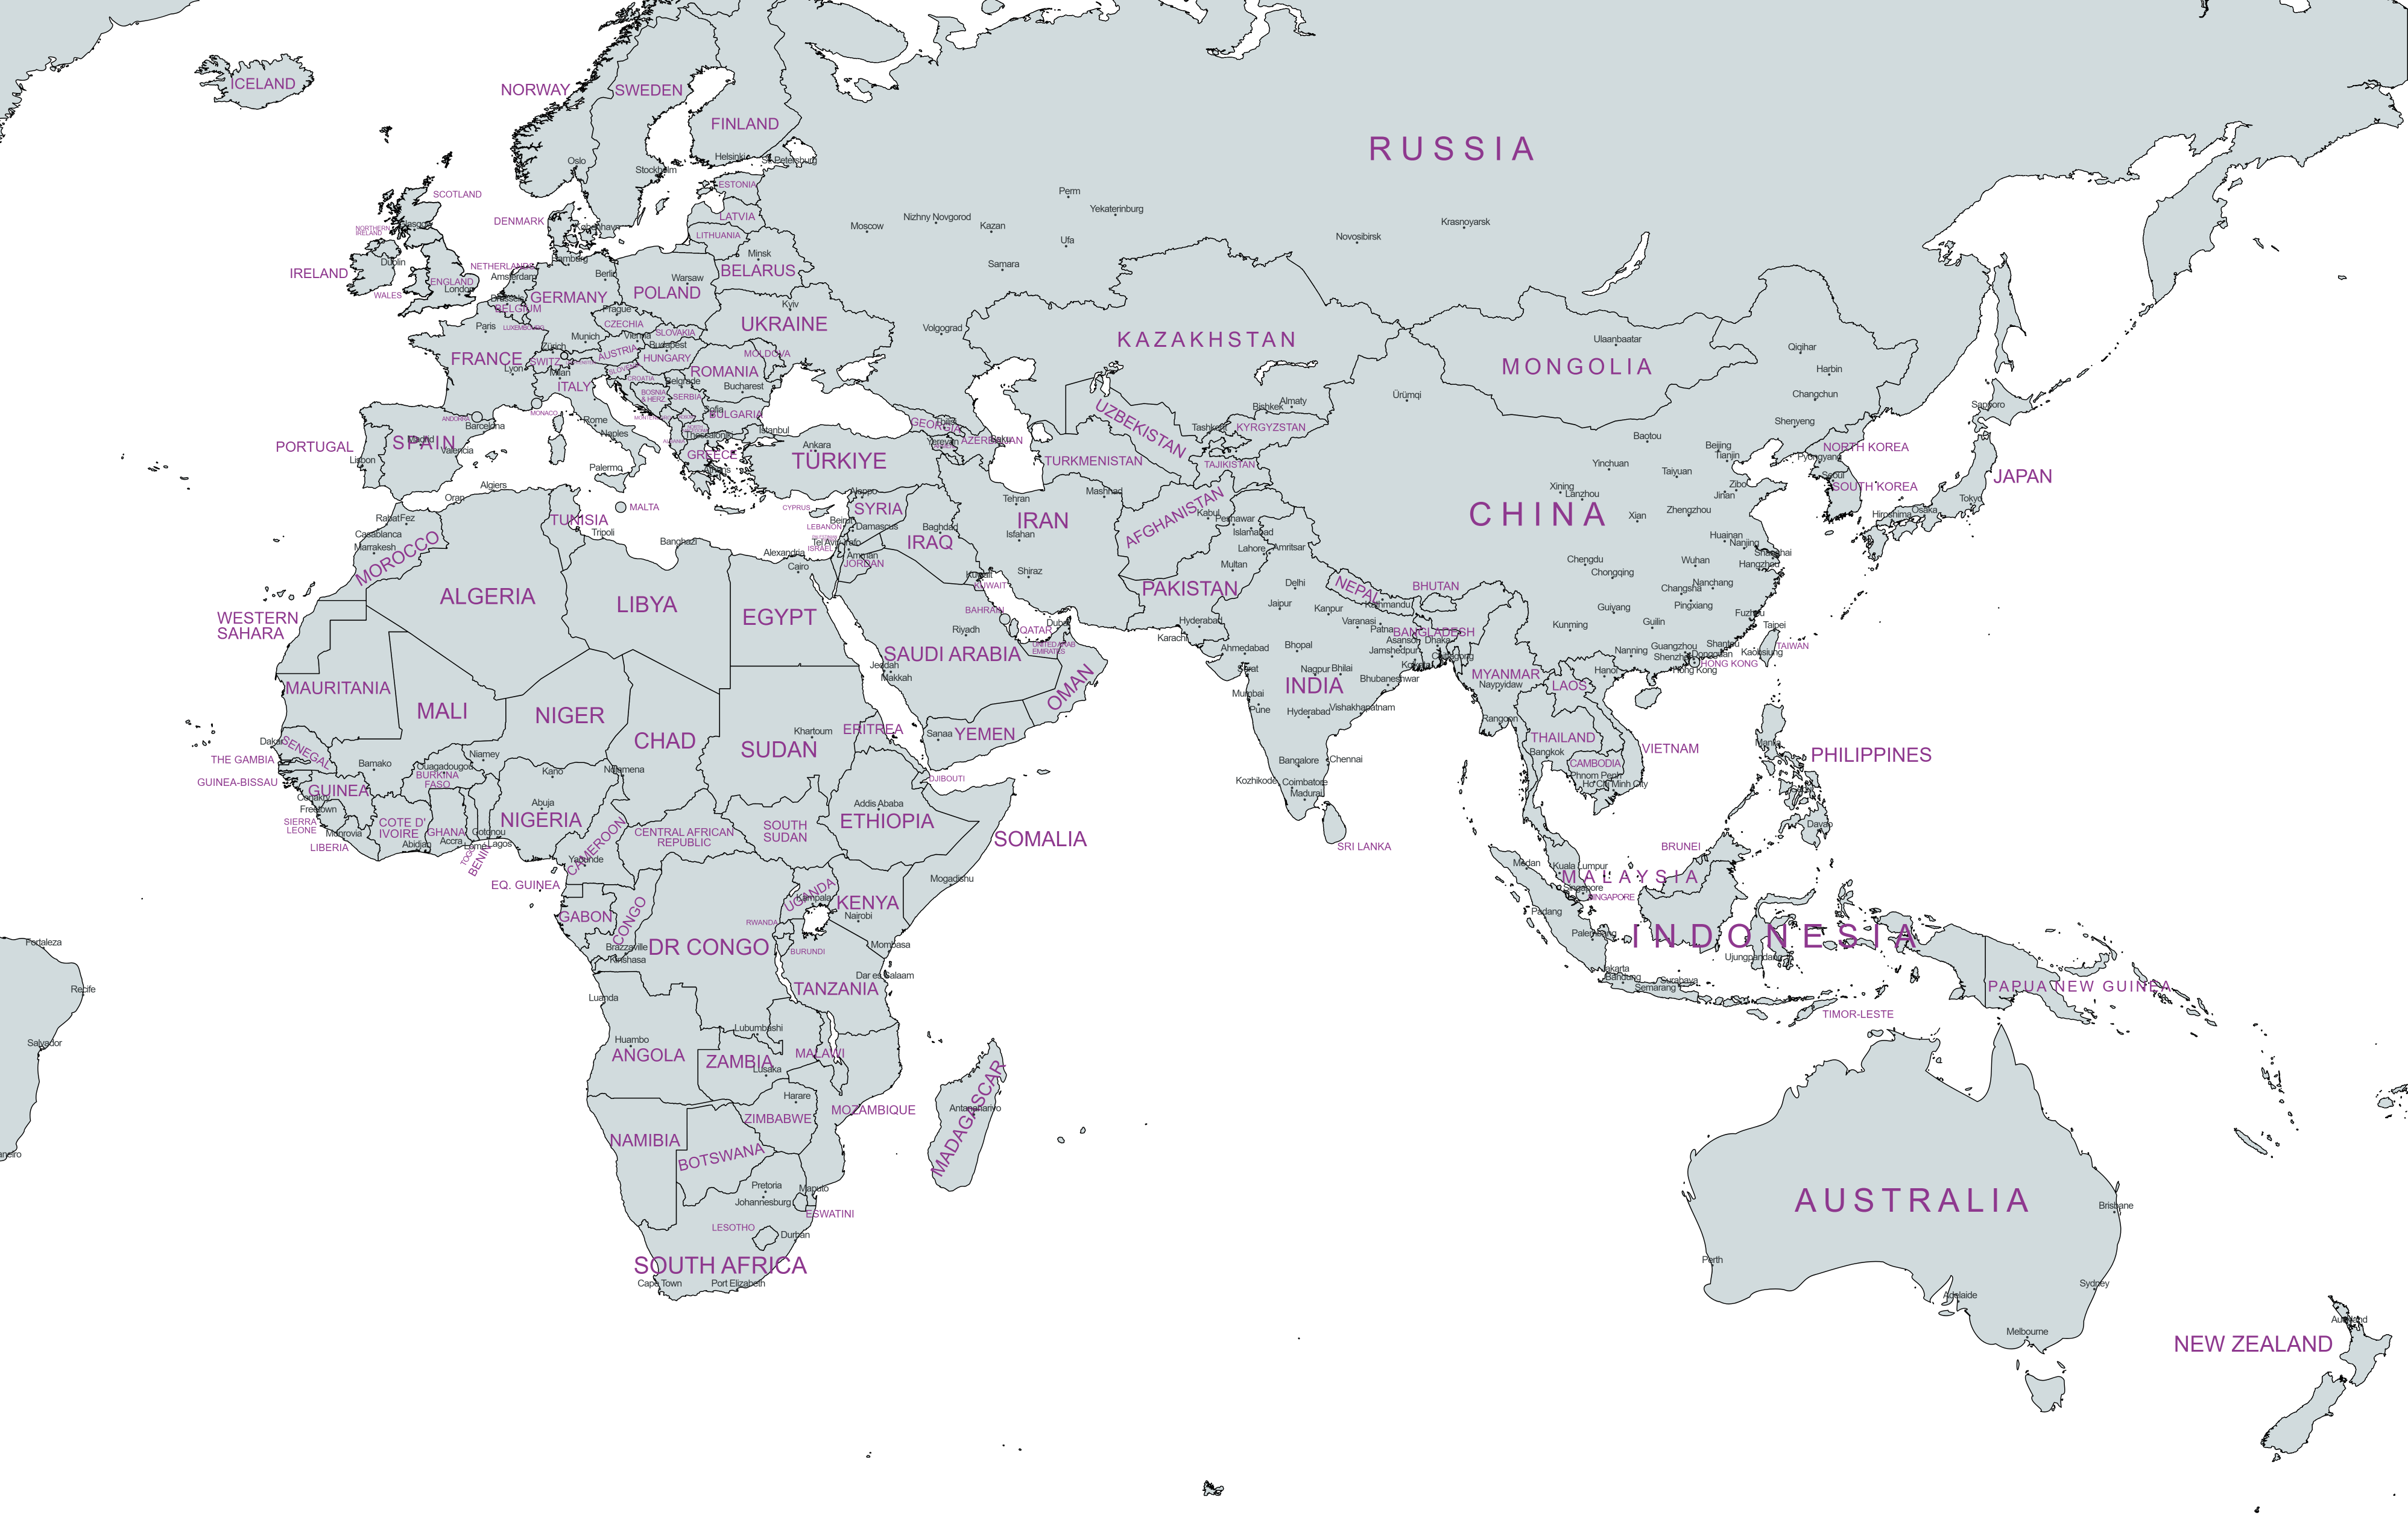 ICELAND
NORWAY
SWEDEN
FINLAND
RUSSIA
Oslo
Stockholm
Helsinki
St Petersburg
SCOTLAND
ESTONIA
LATVIA
LITHUANIA
DENMARK
København
Glasgow
NORTHERN
IRELAND
Dublin
IRELAND
WALES
ENGLAND
London
NETHERLANDS
Amsterdam
Hamburg
Berlin
Brussels
BELGIUM
LUXEMBOURG
GERMANY
POLAND
Warsaw
Minsk
BELARUS
Kyiv
UKRAINE
Moscow
Nizhny Novgorod
Kazan
Perm
Yekaterinburg
Ufa
Samara
Volgograd
Novosibirsk
Krasnoyarsk
Paris
FRANCE
Lyon
Prague
CZECHIA
SLOVAKIA
Munich
Vienna
Zürich
SWITZ.
AUSTRIA
Budapest
HUNGARY
MOLDOVA
ROMANIA
Bucharest
Milan
ITALY
SLOVENIA
CROATIA
Belgrade
BOSNIA
& HERZ.
SERBIA
Sofia
BULGARIA
MONACO
ANDORRA
Barcelona
PORTUGAL
SPAIN
Madrid
Valencia
Lisbon
Rome
Naples
Palermo
ALBANIA
Thessaloniki
GREECE
Athens
Istanbul
Ankara
TÜRKIYE
GEORGIA
Tbilisi
Yerevan
AZERBAIJAN
Baku
KAZAKHSTAN
UZBEKISTAN
TURKMENISTAN
Bishkek
Almaty
Tashkent
KYRGYZSTAN
TAJIKISTAN
MONGOLIA
Ulaanbaatar
Ürümqi
Qiqihar
Harbin
Changchun
Shenyang
Sapporo
NORTH KOREA
Pyongyang
Seoul
SOUTH KOREA
JAPAN
Tokyo
Osaka
Hiroshima
Baotou
Beijing
Tianjin
Yinchuan
Taiyuan
Xining
Lanzhou
Zibo
Jinan
CHINA
Xian
Zhengzhou
Huainan
Nanjing
Shanghai
Hangzhou
Chengdu
Chongqing
Wuhan
Nanchang
Changsha
Pingxiang
Guiyang
Fuzhou
Kunming
Guilin
Taipei
Nanning
Guangzhou
Shantou
Shenzhen
Dongguan
Kaohsiung
TAIWAN
HONG KONG
Hong Kong
Algiers
Oran
Rabat
Fez
Casablanca
Marrakesh
MOROCCO
TUNISIA
Tripoli
MALTA
Banghazi
CYPRUS
Aleppo
SYRIA
Beirut
LEBANON
Damascus
Tel Aviv-Jafo
ISRAEL
Amman
JORDAN
Alexandria
Cairo
Baghdad
IRAQ
Tehran
Mashhad
IRAN
Isfahan
Shiraz
Kuwait
KUWAIT
BAHRAIN
QATAR
Dubai
UNITED ARAB
EMIRATES
Riyadh
SAUDI ARABIA
Jeddah
Makkah
OMAN
YEMEN
Sanaa
AFGHANISTAN
Kabul
Peshawar
Islamabad
Lahore
Amritsar
Multan
PAKISTAN
Hyderabad
Karachi
Delhi
Jaipur
Kanpur
NEPAL
Kathmandu
BHUTAN
Varanasi
Patna
BANGLADESH
Asansol
Dhaka
Jamshedpur
Chittagong
Kolkata
Ahmedabad
Bhopal
Surat
Nagpur
Bhilai
INDIA
Bhubaneshwar
Mumbai
Pune
Hyderabad
Vishakhapatnam
Bangalore
Chennai
Kozhikode
Coimbatore
Madurai
SRI LANKA
MYANMAR
Naypyidaw
Rangoon
LAOS
Hanoi
THAILAND
Bangkok
VIETNAM
CAMBODIA
Phnom Penh
Ho Chi Minh City
Manila
PHILIPPINES
Davao
BRUNEI
Medan
Kuala Lumpur
MALAYSIA
Singapore
SINGAPORE
Padang
Palembang
INDONESIA
Ujungpandang
Jakarta
Bandung
Semarang
Surabaya
TIMOR-LESTE
PAPUA NEW GUINEA
WESTERN
SAHARA
ALGERIA
LIBYA
EGYPT
MAURITANIA
MALI
NIGER
CHAD
SUDAN
Khartoum
ERITREA
DJIBOUTI
Dakar
SENEGAL
THE GAMBIA
GUINEA-BISSAU
GUINEA
Conakry
Freetown
SIERRA
LEONE
Monrovia
LIBERIA
Bamako
Ouagadougou
BURKINA
FASO
Niamey
COTE D'
IVOIRE
Abidjan
GHANA
Accra
TOGO
Lomé
BENIN
Cotonou
Lagos
Kano
Abuja
NIGERIA
Ndjamena
CAMEROON
Yaounde
CENTRAL AFRICAN
REPUBLIC
SOUTH
SUDAN
Addis Ababa
ETHIOPIA
SOMALIA
Mogadishu
EQ. GUINEA
GABON
CONGO
Brazzaville
Kinshasa
DR CONGO
UGANDA
Kampala
KENYA
Nairobi
RWANDA
BURUNDI
Mombasa
Dar es Salaam
TANZANIA
Luanda
Huambo
ANGOLA
Lubumbashi
ZAMBIA
Lusaka
MALAWI
Harare
ZIMBABWE
MOZAMBIQUE
MADAGASCAR
Antananarivo
NAMIBIA
BOTSWANA
Pretoria
Johannesburg
Maputo
ESWATINI
LESOTHO
Durban
SOUTH AFRICA
Cape Town
Port Elizabeth
Fortaleza
Recife
Salvador
AUSTRALIA
Brisbane
Perth
Sydney
Adelaide
Melbourne
Auckland
NEW ZEALAND